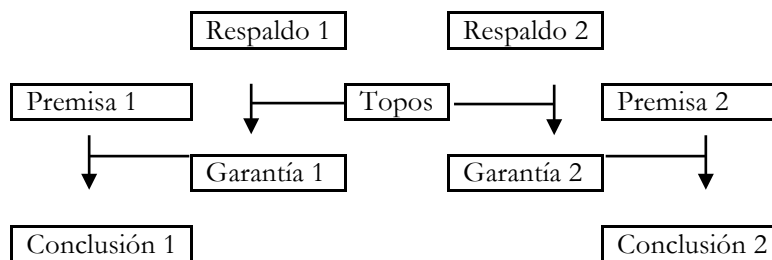 Respaldo 1 Respaldo 2
Premisa 1 Topos Premisa 2
Garantía 1 Garantía 2
Conclusión 1 Conclusión 2